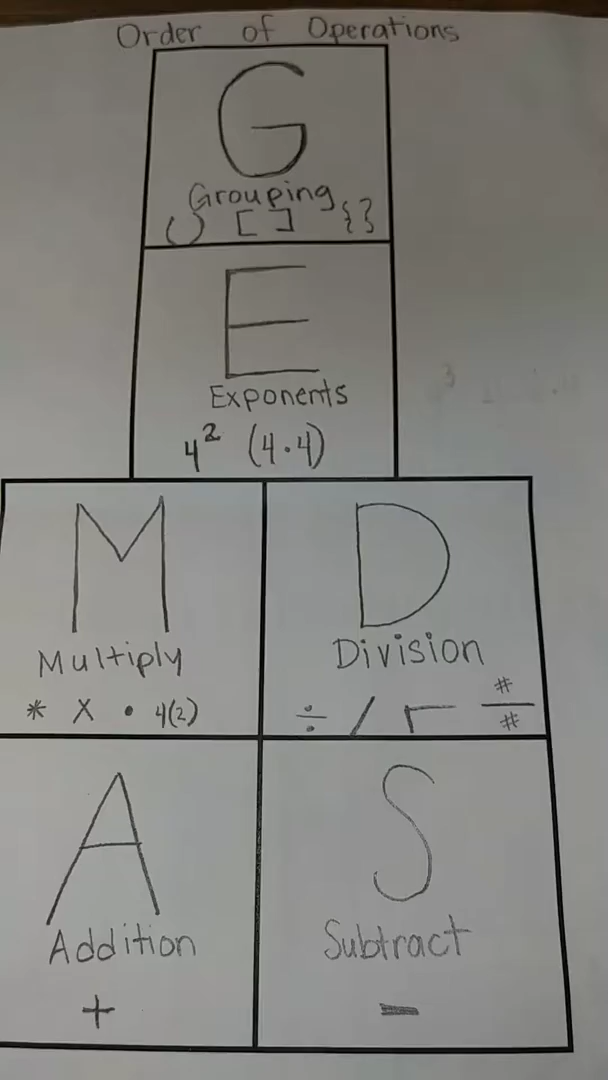 Order of Operations
G
Grouping
() [] {}
E
Exponents
4² (4·4)
M
Multiply
* X • 4(2)
D
Division
÷ / ┌ #/#
A
Addition
+
S
Subtract
-